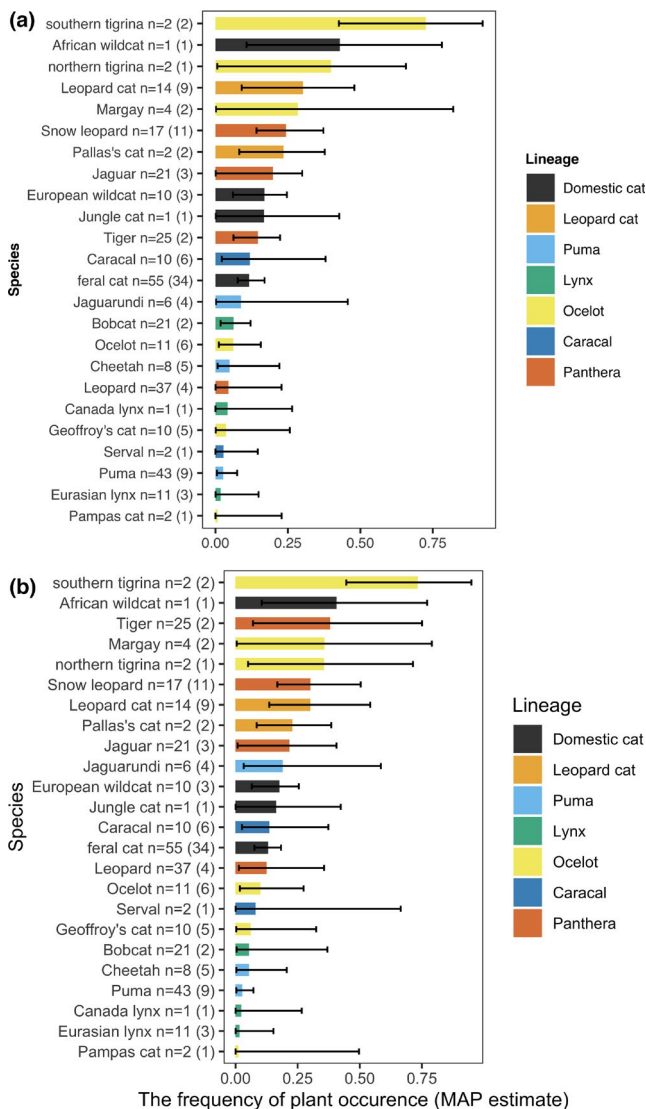 (a)
southern tigrina n=2 (2)
African wildcat n=1 (1)
northern tigrina n=2 (1)
Leopard cat n=14 (9)
Margay n=4 (2)
Snow leopard n=17 (11)
Pallas's cat n=2 (2)
Jaguar n=21 (3)
European wildcat n=10 (3)
Jungle cat n=1 (1)
Tiger n=25 (2)
Caracal n=10 (6)
feral cat n=55 (34)
Jaguarundi n=6 (4)
Bobcat n=21 (2)
Ocelot n=11 (6)
Cheetah n=8 (5)
Leopard n=37 (4)
Canada lynx n=1 (1)
Geoffroy's cat n=10 (5)
Serval n=2 (1)
Puma n=43 (9)
Eurasian lynx n=11 (3)
Pampas cat n=2 (1)
Species
0.00 0.25 0.50 0.75
Lineage
Domestic cat
Leopard cat
Puma
Lynx
Ocelot
Caracal
Panthera
(b)
southern tigrina n=2 (2)
African wildcat n=1 (1)
Tiger n=25 (2)
Margay n=4 (2)
northern tigrina n=2 (1)
Snow leopard n=17 (11)
Leopard cat n=14 (9)
Pallas's cat n=2 (2)
Jaguar n=21 (3)
Jaguarundi n=6 (4)
European wildcat n=10 (3)
Jungle cat n=1 (1)
Caracal n=10 (6)
feral cat n=55 (34)
Leopard n=37 (4)
Ocelot n=11 (6)
Serval n=2 (1)
Geoffroy's cat n=10 (5)
Bobcat n=21 (2)
Cheetah n=8 (5)
Puma n=43 (9)
Canada lynx n=1 (1)
Eurasian lynx n=11 (3)
Pampas cat n=2 (1)
Species
0.00 0.25 0.50 0.75
The frequency of plant occurence (MAP estimate)
Lineage
Domestic cat
Leopard cat
Puma
Lynx
Ocelot
Caracal
Panthera